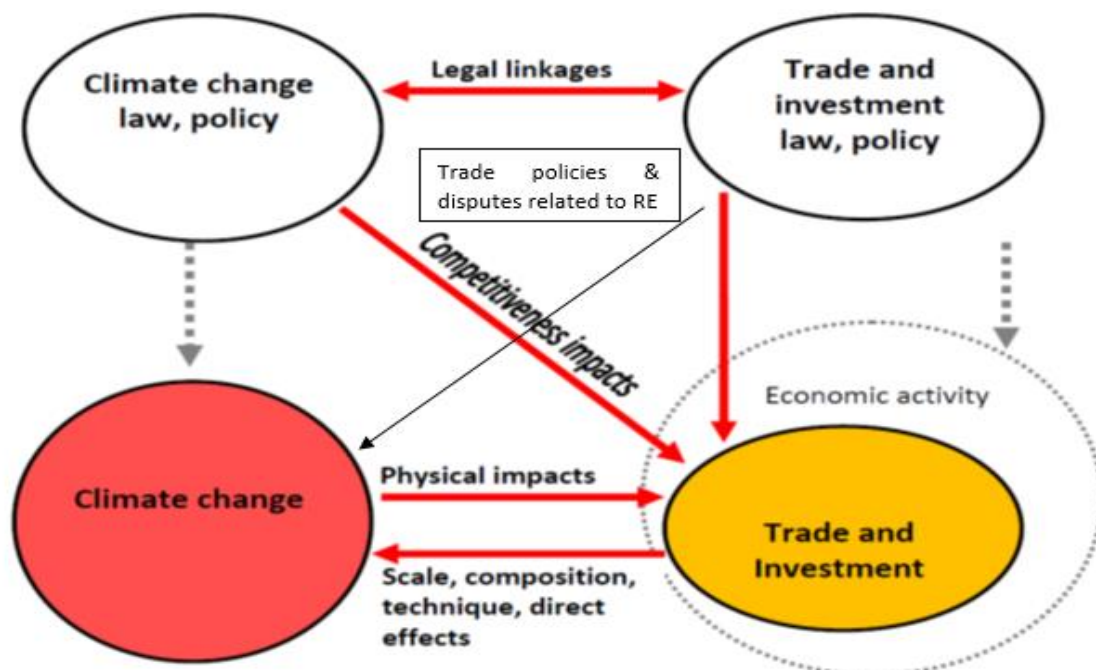 Climate change
law, policy
Legal linkages
Trade and
investment
law, policy
Trade policies &
disputes related to RE
Competitiveness impacts
Economic activity
Climate change
Physical impacts
Trade and
Investment
Scale, composition,
technique, direct
effects